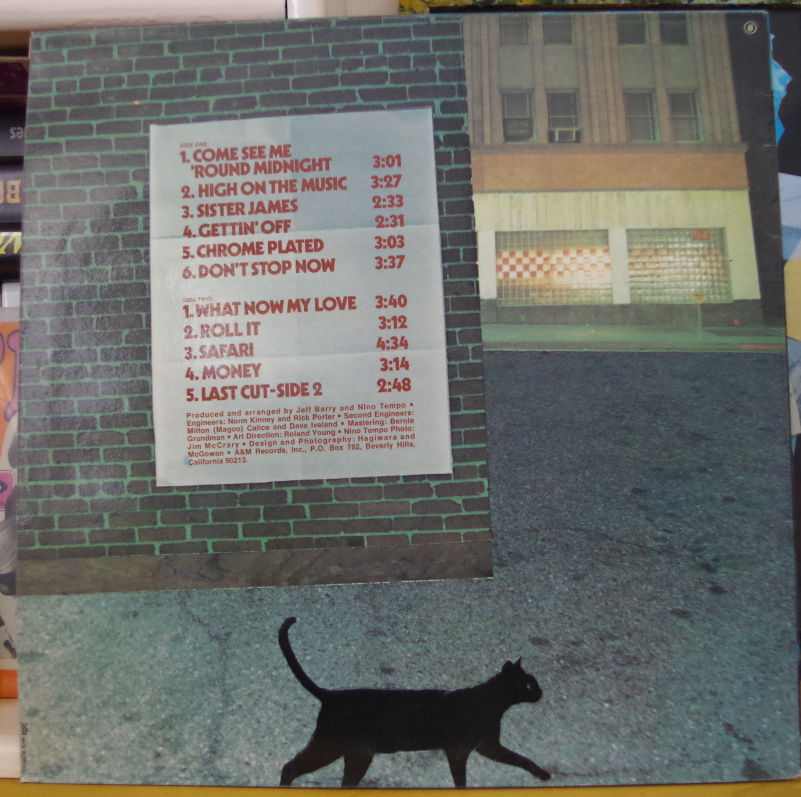 SIDE ONE:
1. COME SEE ME
'ROUND MIDNIGHT 3:01
2. HIGH ON THE MUSIC 3:27
3. SISTER JAMES 2:33
4. GETTIN' OFF 2:31
5. CHROME PLATED 3:03
6. DON'T STOP NOW 3:37
SIDE TWO:
1. WHAT NOW MY LOVE 3:40
2. ROLL IT 3:12
3. SAFARI 4:34
4. MONEY 3:14
5. LAST CUT-SIDE 2 2:48
Produced and arranged by Jeff Barry and Nino Tempo •
Engineers: Norm Kinney and Rick Porter • Second Engineers:
Milton (Magoo) Calice and Dave Iveland • Mastering: Bernie
Grundman • Art Direction: Roland Young • Nino Tempo Photo:
Jim McCrary • Design and Photography: Hagiwara and
McGowan • A&M Records, Inc., P.O. Box 782, Beverly Hills,
California 90213.